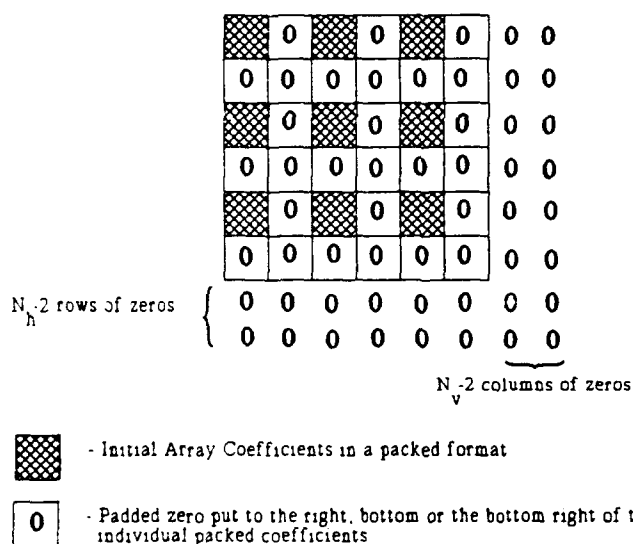 0 0 0 0 0
0 0 0 0 0 0 0 0
0 0 0 0 0
0 0 0 0 0 0 0 0
0 0 0 0 0
0 0 0 0 0 0 0 0
N_h-2 rows of zeros 0 0 0 0 0 0 0 0
0 0 0 0 0 0 0 0
N_v-2 columns of zeros
- Initial Array Coefficients in a packed format
0 - Padded zero put to the right, bottom or the bottom right of t
individual packed coefficients